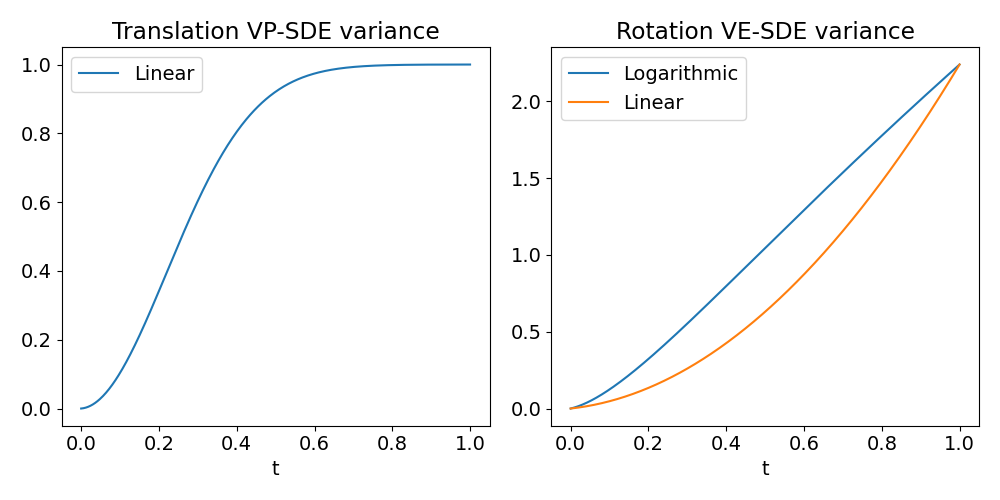 Translation VP-SDE variance
Linear
1.0
0.8
0.6
0.4
0.2
0.0
0.0 0.2 0.4 0.6 0.8 1.0
t
Rotation VE-SDE variance
Logarithmic
Linear
2.0
1.5
1.0
0.5
0.0
0.0 0.2 0.4 0.6 0.8 1.0
t